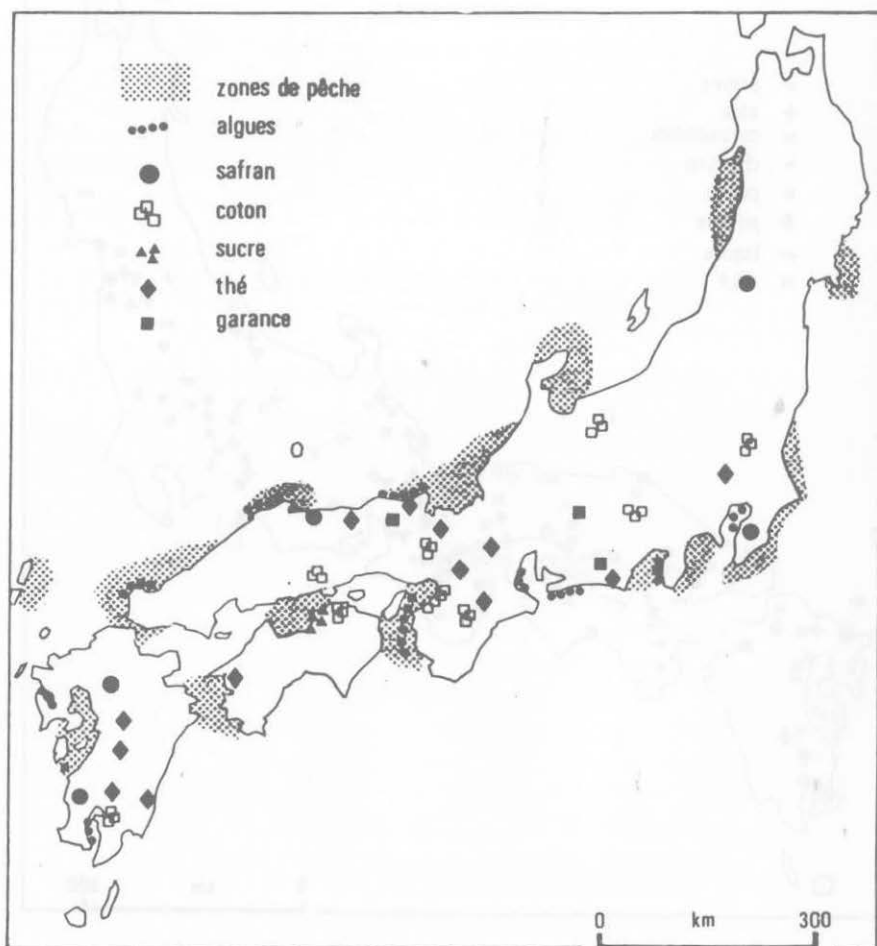 zones de pêche
algues
safran
coton
sucre
thé
garance
0 km 300